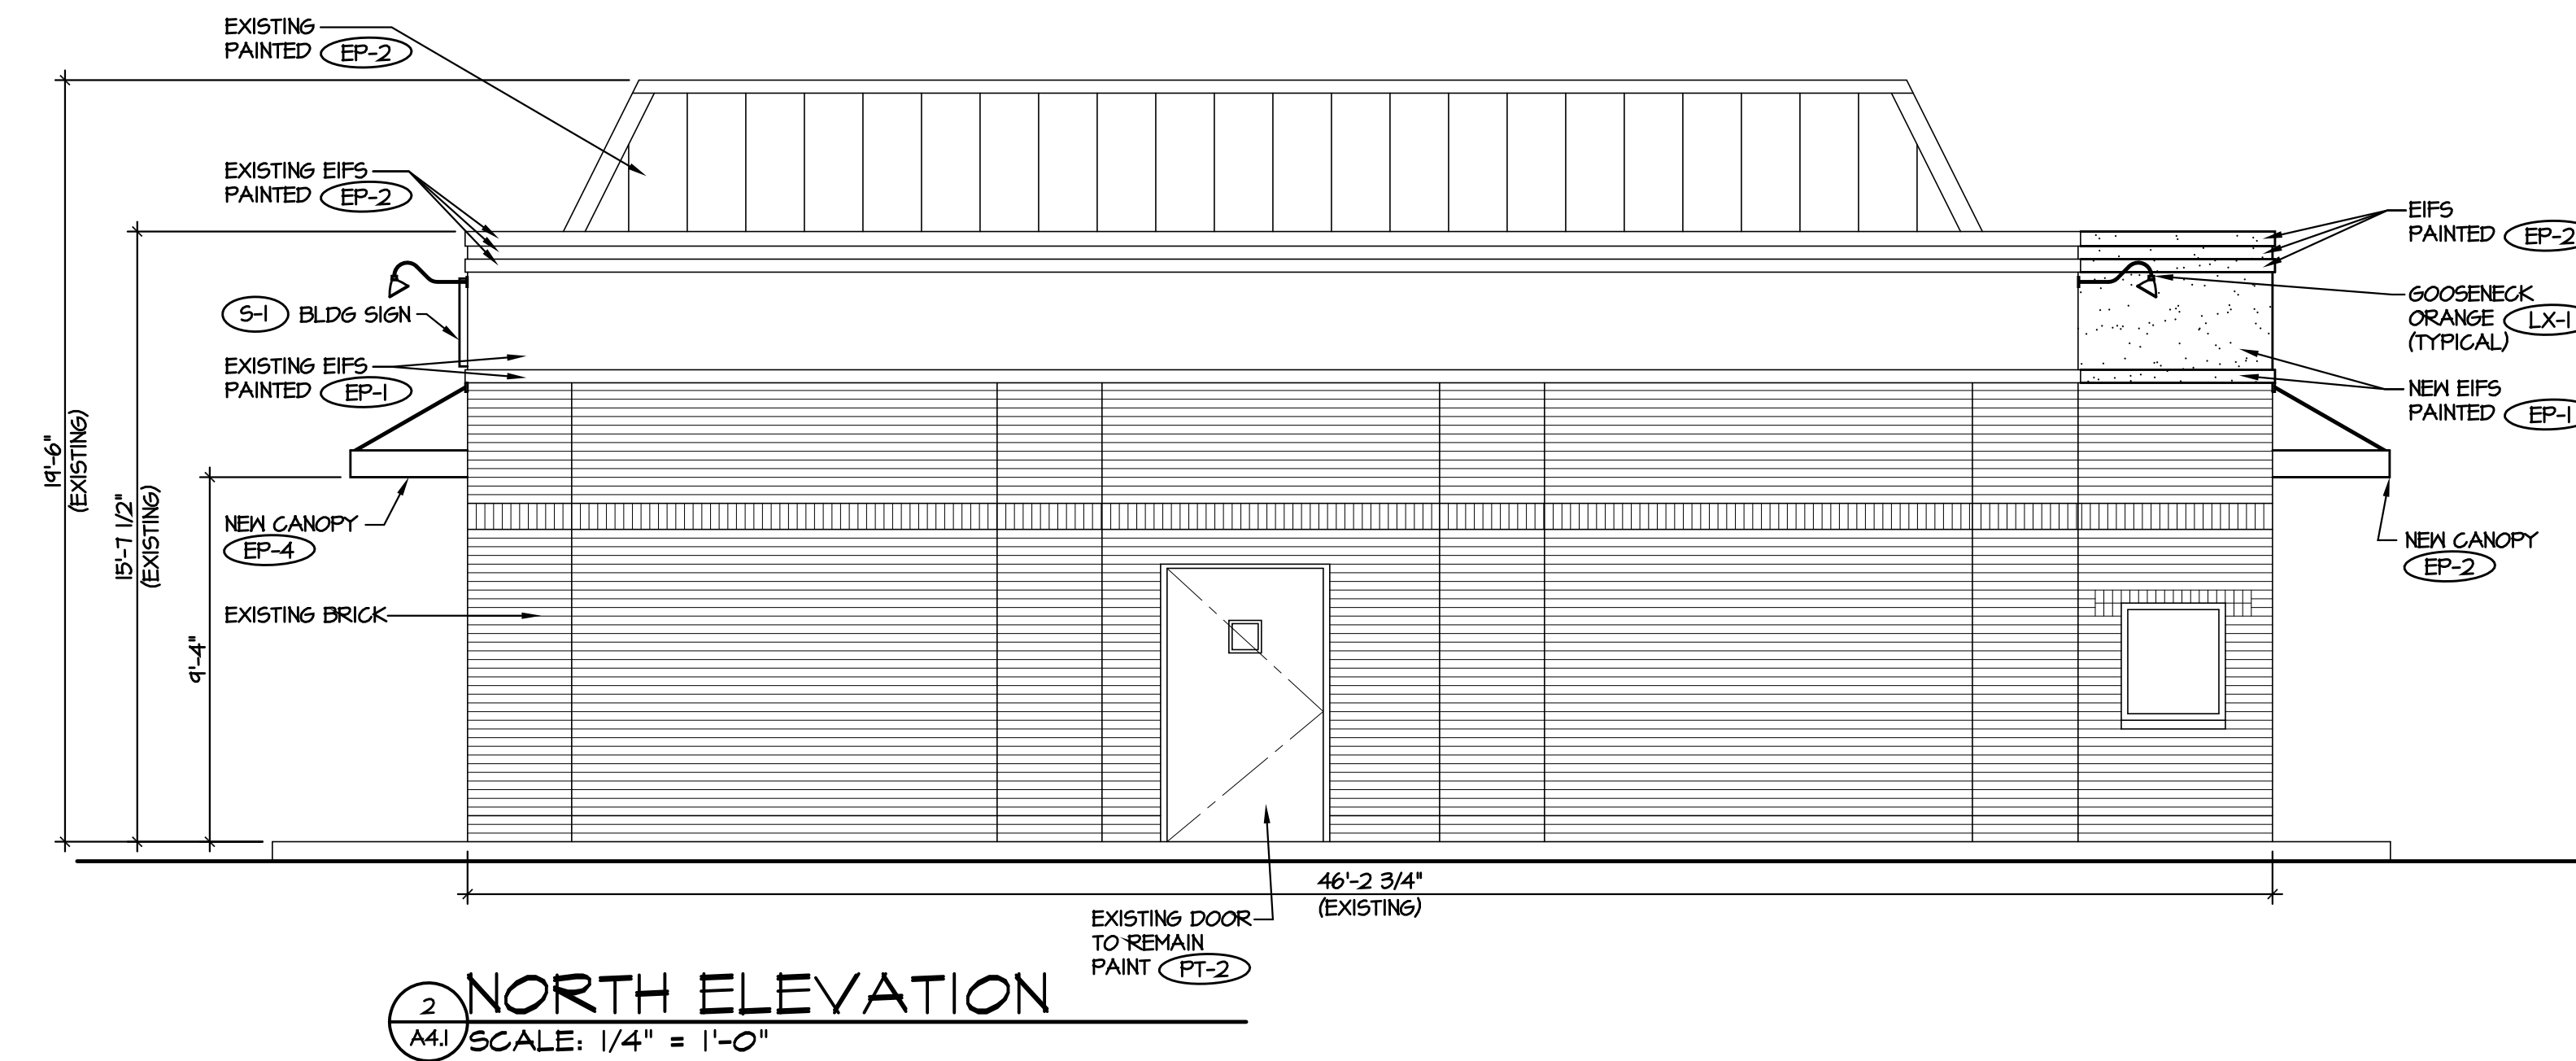 EXISTING
PAINTED EP-2
EXISTING EIFS
PAINTED EP-2
S-1 BLDG SIGN
EXISTING EIFS
PAINTED EP-1
19'-6"
(EXISTING)
15'-7 1/2"
(EXISTING)
9'-4"
NEW CANOPY
EP-4
EXISTING BRICK
EIFS
PAINTED EP-2
GOOSENECK
ORANGE LX-1
(TYPICAL)
NEW EIFS
PAINTED EP-1
NEW CANOPY
EP-2
46'-2 3/4"
(EXISTING)
EXISTING DOOR
TO REMAIN
PAINT PT-2
2
A4.1
NORTH ELEVATION
SCALE: 1/4" = 1'-0"